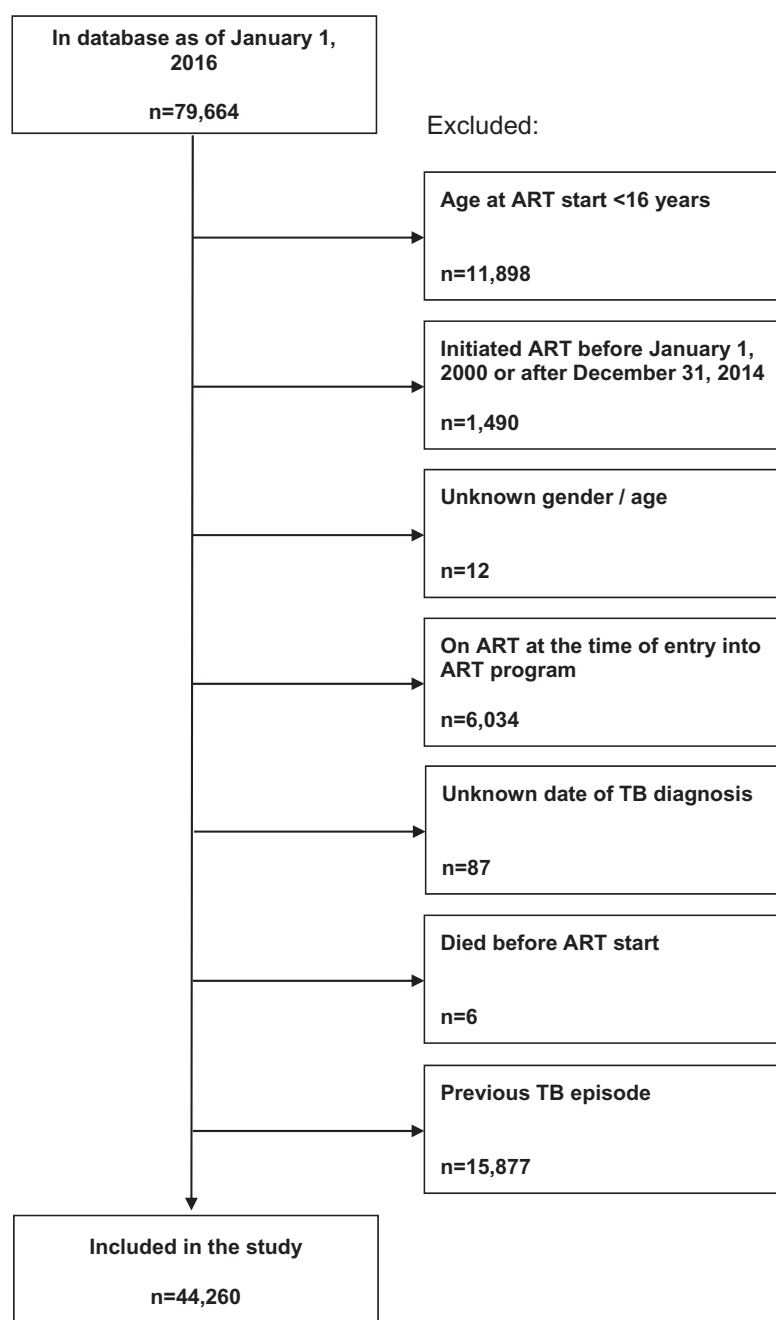 In database as of January 1,
2016
n=79,664
Excluded:
Age at ART start <16 years
n=11,898
Initiated ART before January 1,
2000 or after December 31, 2014
n=1,490
Unknown gender / age
n=12
On ART at the time of entry into
ART program
n=6,034
Unknown date of TB diagnosis
n=87
Died before ART start
n=6
Previous TB episode
n=15,877
Included in the study
n=44,260